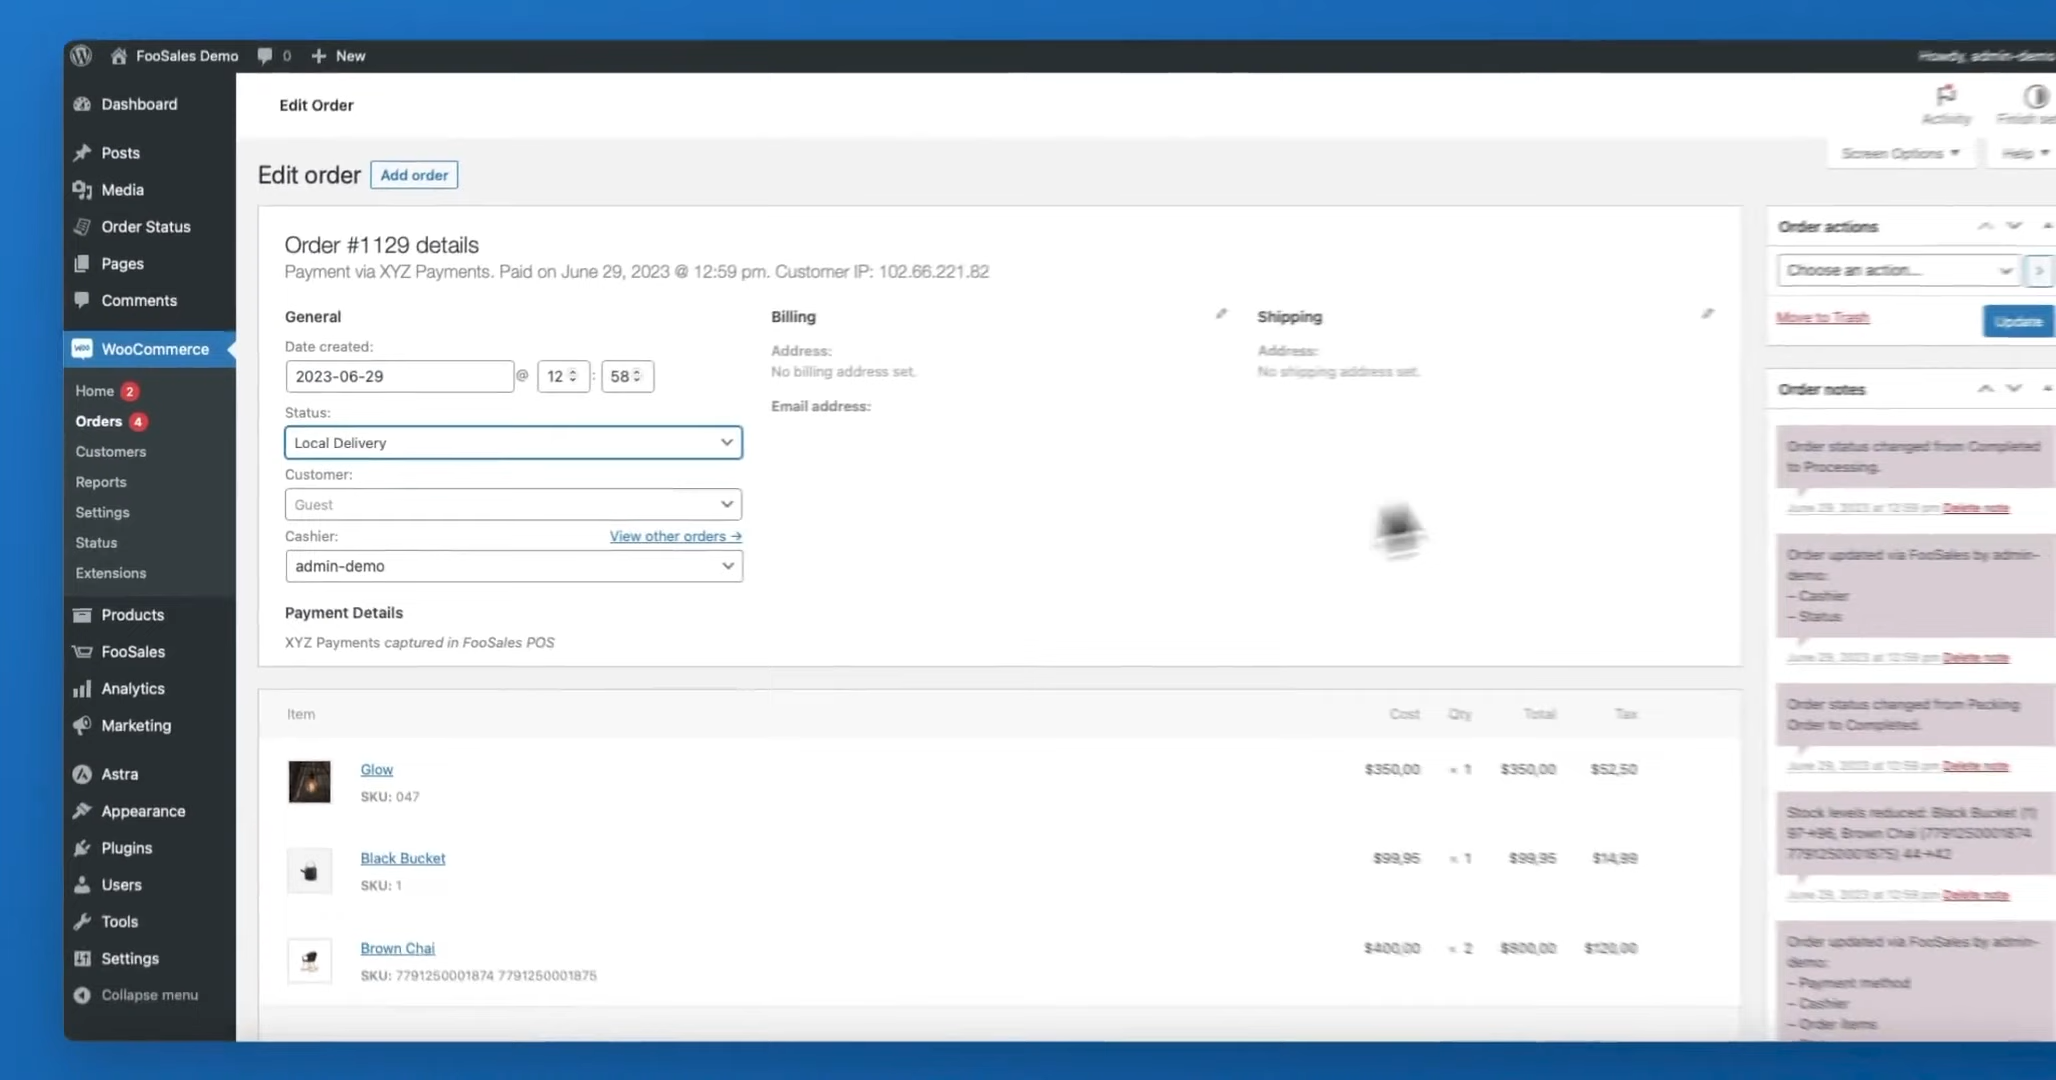 FooSales Demo 0 New
Howdy, admin-demo
Dashboard
Posts
Media
Order Status
Pages
Comments
WooCommerce
Home 2
Orders 4
Customers
Reports
Settings
Status
Extensions
Products
FooSales
Analytics
Marketing
Astra
Appearance
Plugins
Users
Tools
Settings
Collapse menu
Edit Order
Activity
Screen Options
Help
Edit order Add order
Order #1129 details
Payment via XYZ Payments. Paid on June 29, 2023 @ 12:59 pm. Customer IP: 102.66.221.82
General
Date created:
2023-06-29 @ 12 : 58
Status:
Local Delivery
Customer:
Guest
Cashier: View other orders →
admin-demo
Payment Details
XYZ Payments captured in FooSales POS
Billing
Address:
No billing address set.
Email address:
Shipping
Address:
No shipping address set.
Item Cost Qty Total Tax
Glow $350,00 × 1 $350,00 $52,50
SKU: 047
Black Bucket $99,95 × 1 $99,95 $14,99
SKU: 1
Brown Chai $400,00 × 2 $800,00 $120,00
SKU: 7791250001874 7791250001875
Order actions
Choose an action...
Move to Trash Update
Order notes
Order status changed from Completed
to Processing.
June 29, 2023 at 12:59 pm Delete note
Order updated via FooSales by admin-
demo:
– Cashier
– Status
June 29, 2023 at 12:59 pm Delete note
Order status changed from Packing
Order to Completed.
June 29, 2023 at 12:59 pm Delete note
Stock levels reduced: Black Bucket (1)
97→96, Brown Chai (7791250001874
7791250001875) 44→42
June 29, 2023 at 12:59 pm Delete note
Order updated via FooSales by admin-
demo:
– Payment method
– Cashier
– Order items